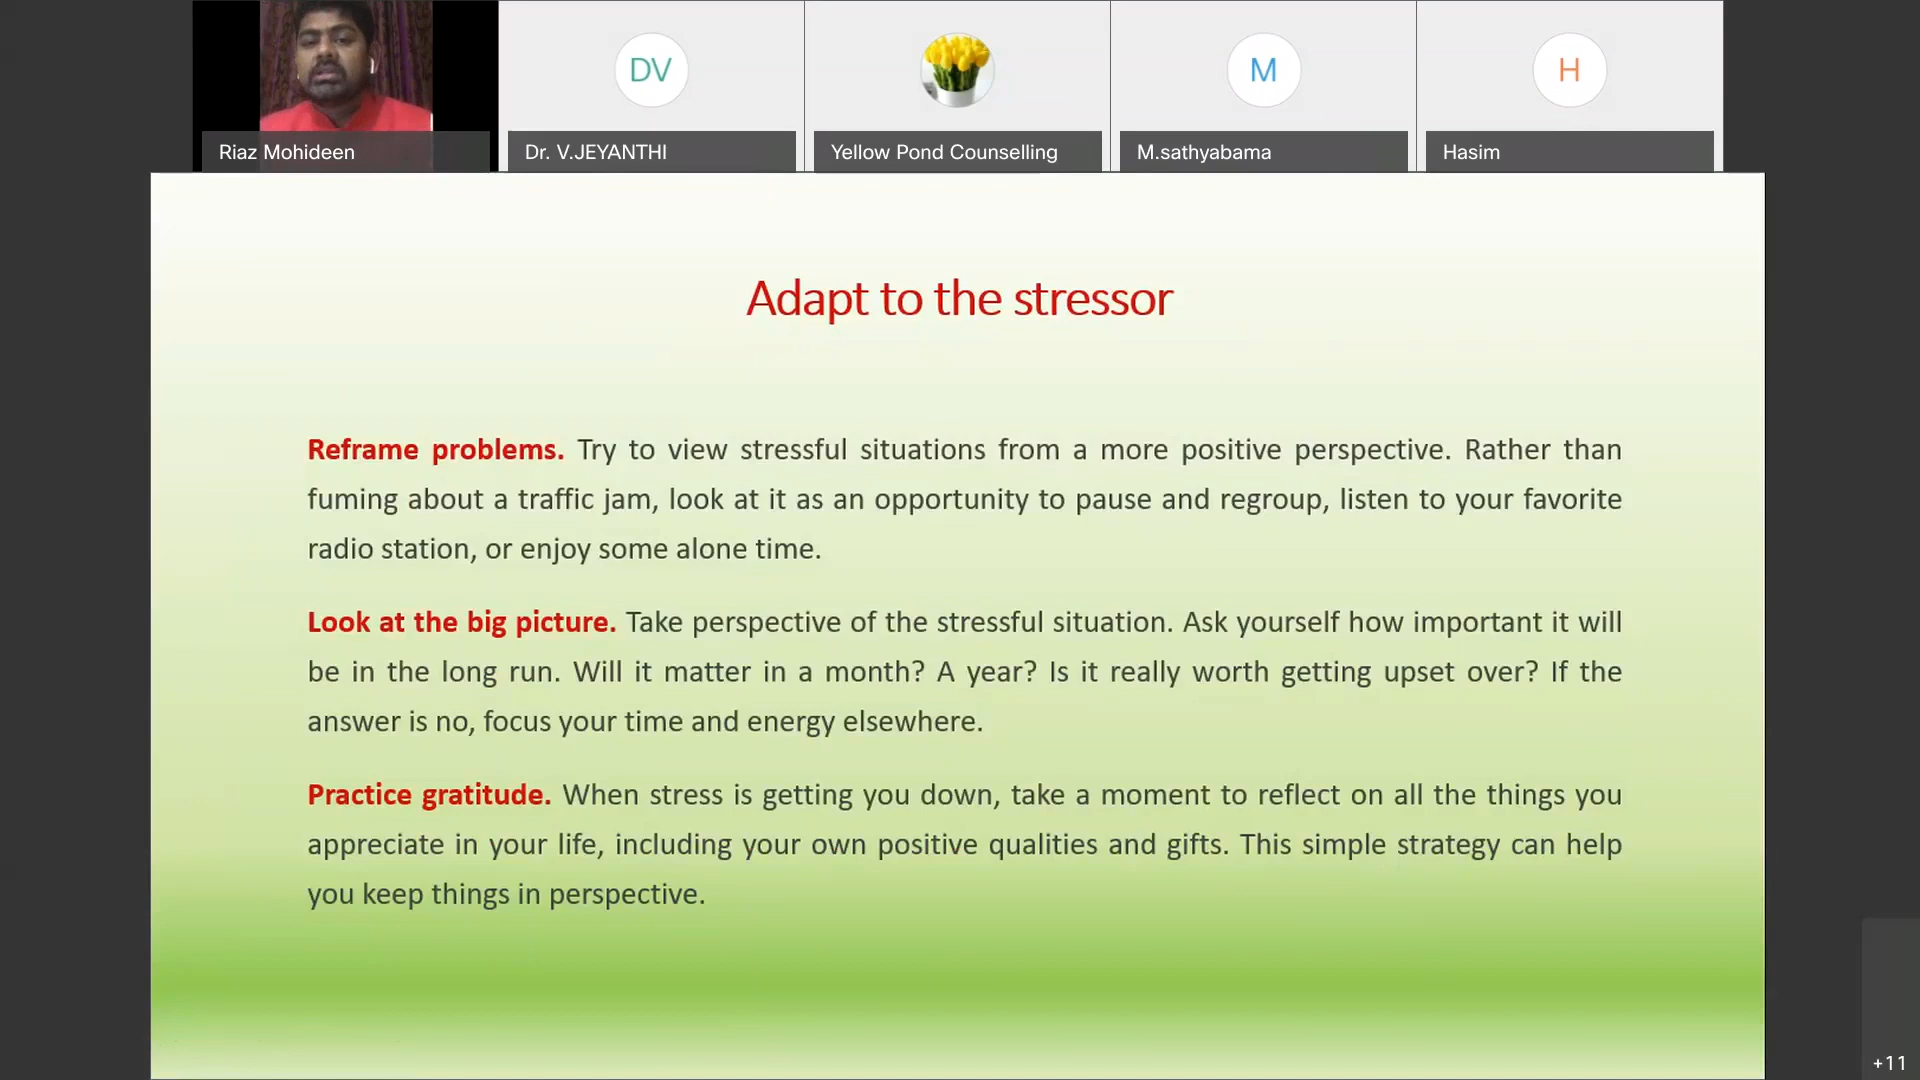 DV
M
H
Riaz Mohideen
Dr. V.JEYANTHI
Yellow Pond Counselling
M.sathyabama
Hasim
Adapt to the stressor
Reframe problems. Try to view stressful situations from a more positive perspective. Rather than
fuming about a traffic jam, look at it as an opportunity to pause and regroup, listen to your favorite
radio station, or enjoy some alone time.
Look at the big picture. Take perspective of the stressful situation. Ask yourself how important it will
be in the long run. Will it matter in a month? A year? Is it really worth getting upset over? If the
answer is no, focus your time and energy elsewhere.
Practice gratitude. When stress is getting you down, take a moment to reflect on all the things you
appreciate in your life, including your own positive qualities and gifts. This simple strategy can help
you keep things in perspective.
+11